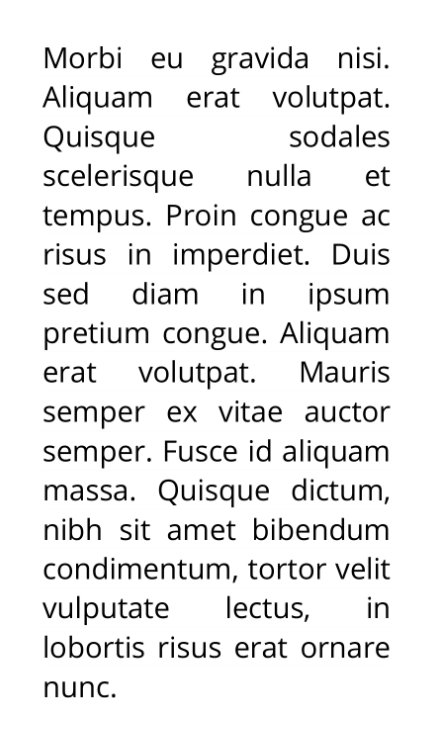 Morbi eu gravida nisi.
Aliquam erat volutpat.
Quisque sodales
scelerisque nulla et
tempus. Proin congue ac
risus in imperdiet. Duis
sed diam in ipsum
pretium congue. Aliquam
erat volutpat. Mauris
semper ex vitae auctor
semper. Fusce id aliquam
massa. Quisque dictum,
nibh sit amet bibendum
condimentum, tortor velit
vulputate lectus, in
lobortis risus erat ornare
nunc.